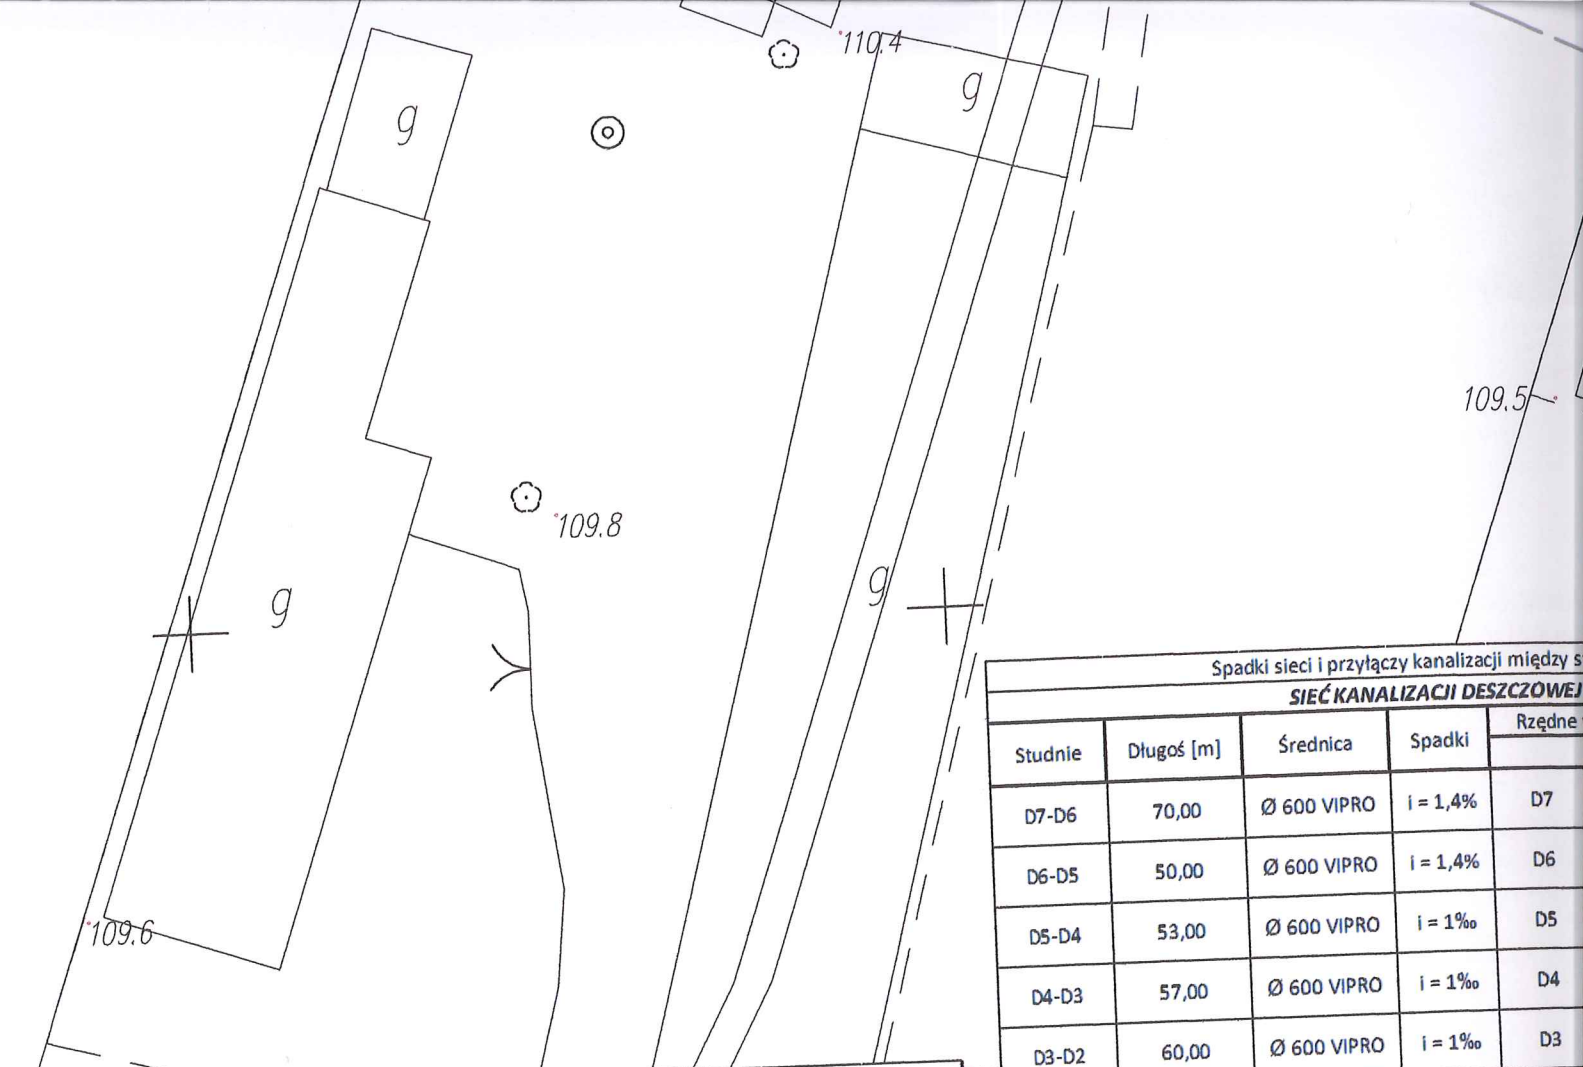 110.4
g
g
109.5
109.8
g
g
109.6
Spadki sieci i przyłączy kanalizacji między
SIEĆ KANALIZACJI DESZCZOWEJ
Studnie Długoś [m] Średnica Spadki Rzędne
D7-D6 70,00 Ø 600 VIPRO i = 1,4% D7
D6-D5 50,00 Ø 600 VIPRO i = 1,4% D6
D5-D4 53,00 Ø 600 VIPRO i = 1‰ D5
D4-D3 57,00 Ø 600 VIPRO i = 1‰ D4
D3-D2 60,00 Ø 600 VIPRO i = 1‰ D3